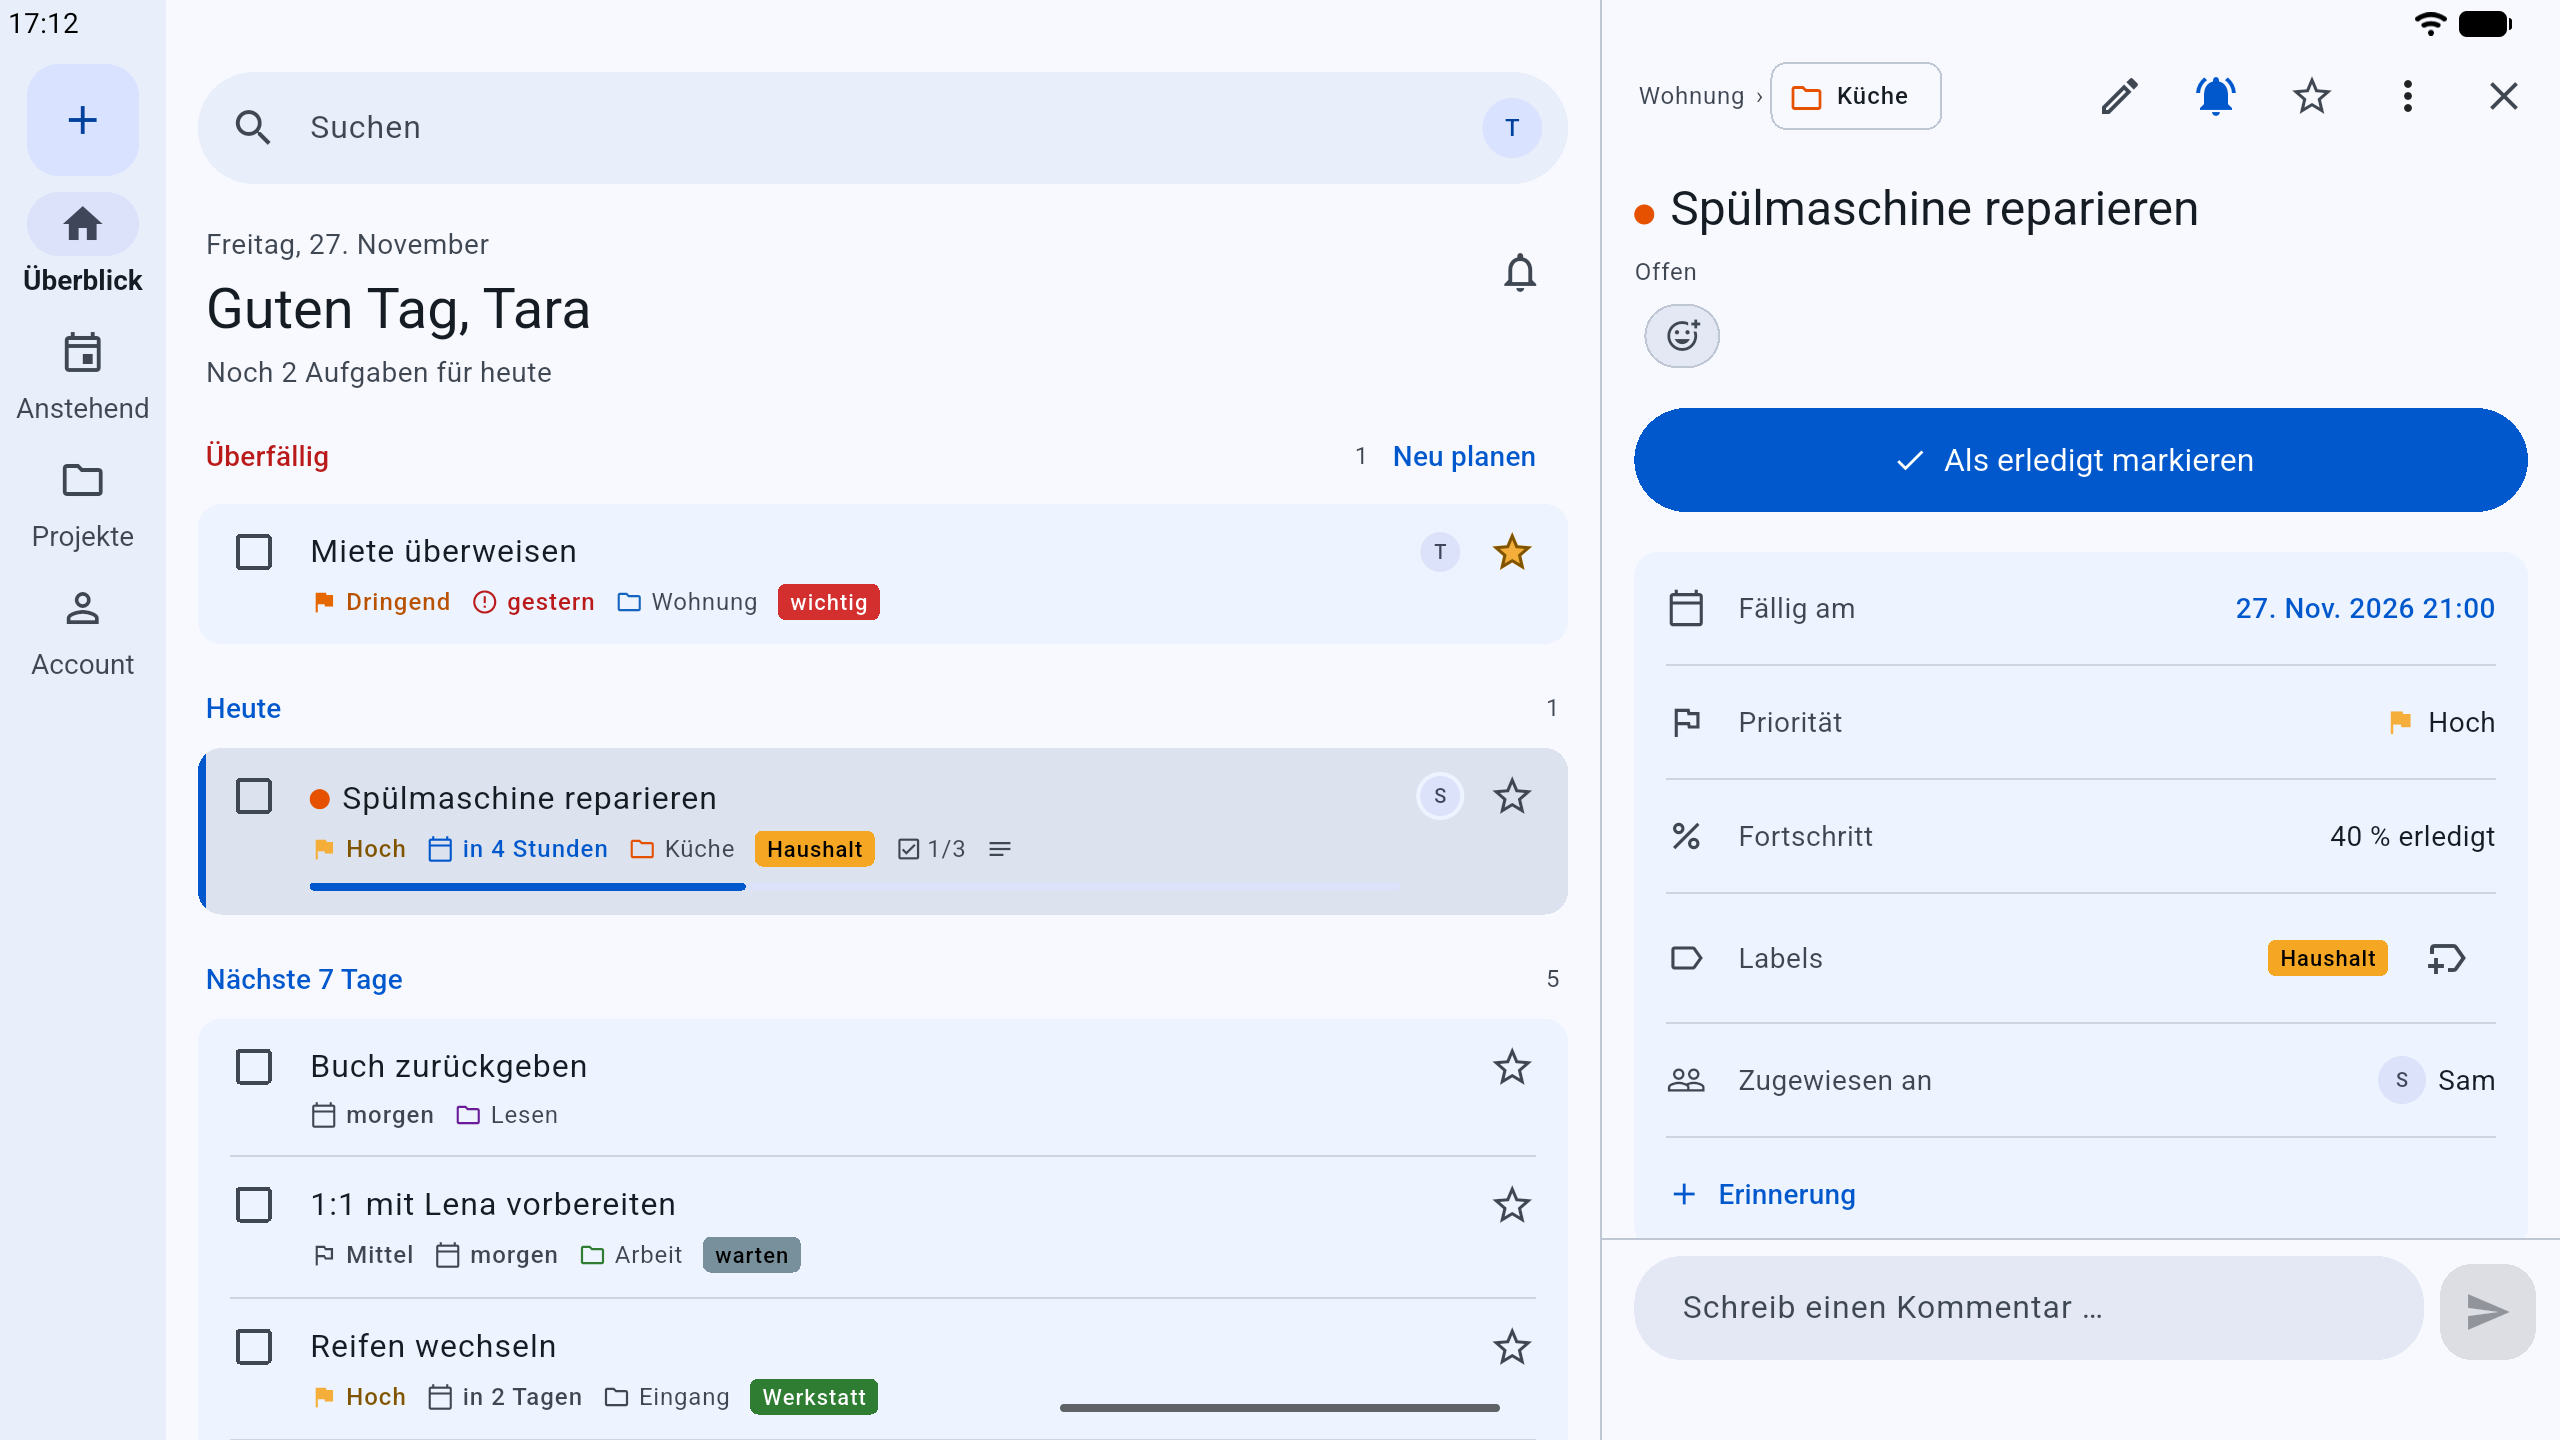 17:12
Überblick
Anstehend
Projekte
Account
Suchen
T
Freitag, 27. November
Guten Tag, Tara
Noch 2 Aufgaben für heute
Überfällig
1 Neu planen
Miete überweisen
T
Dringend gestern Wohnung wichtig
Heute
1
Spülmaschine reparieren
S
Hoch in 4 Stunden Küche Haushalt 1/3
Nächste 7 Tage
5
Buch zurückgeben
morgen Lesen
1:1 mit Lena vorbereiten
Mittel morgen Arbeit warten
Reifen wechseln
Hoch in 2 Tagen Eingang Werkstatt
Wohnung › Küche
Spülmaschine reparieren
Offen
Als erledigt markieren
Fällig am 27. Nov. 2026 21:00
Priorität Hoch
Fortschritt 40 % erledigt
Labels Haushalt
Zugewiesen an S Sam
Erinnerung
Schreib einen Kommentar …